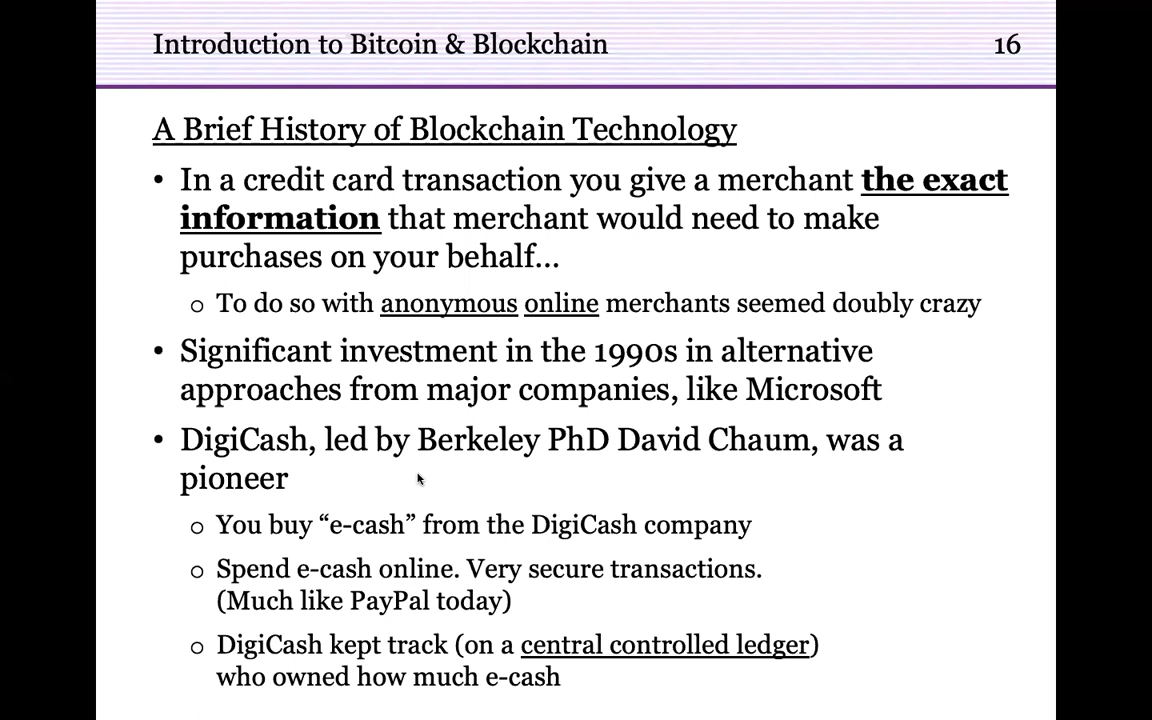 Introduction to Bitcoin & Blockchain 16
A Brief History of Blockchain Technology
• In a credit card transaction you give a merchant the exact
information that merchant would need to make
purchases on your behalf...
o To do so with anonymous online merchants seemed doubly crazy
• Significant investment in the 1990s in alternative
approaches from major companies, like Microsoft
• DigiCash, led by Berkeley PhD David Chaum, was a
pioneer
o You buy “e-cash” from the DigiCash company
o Spend e-cash online. Very secure transactions.
(Much like PayPal today)
o DigiCash kept track (on a central controlled ledger)
who owned how much e-cash